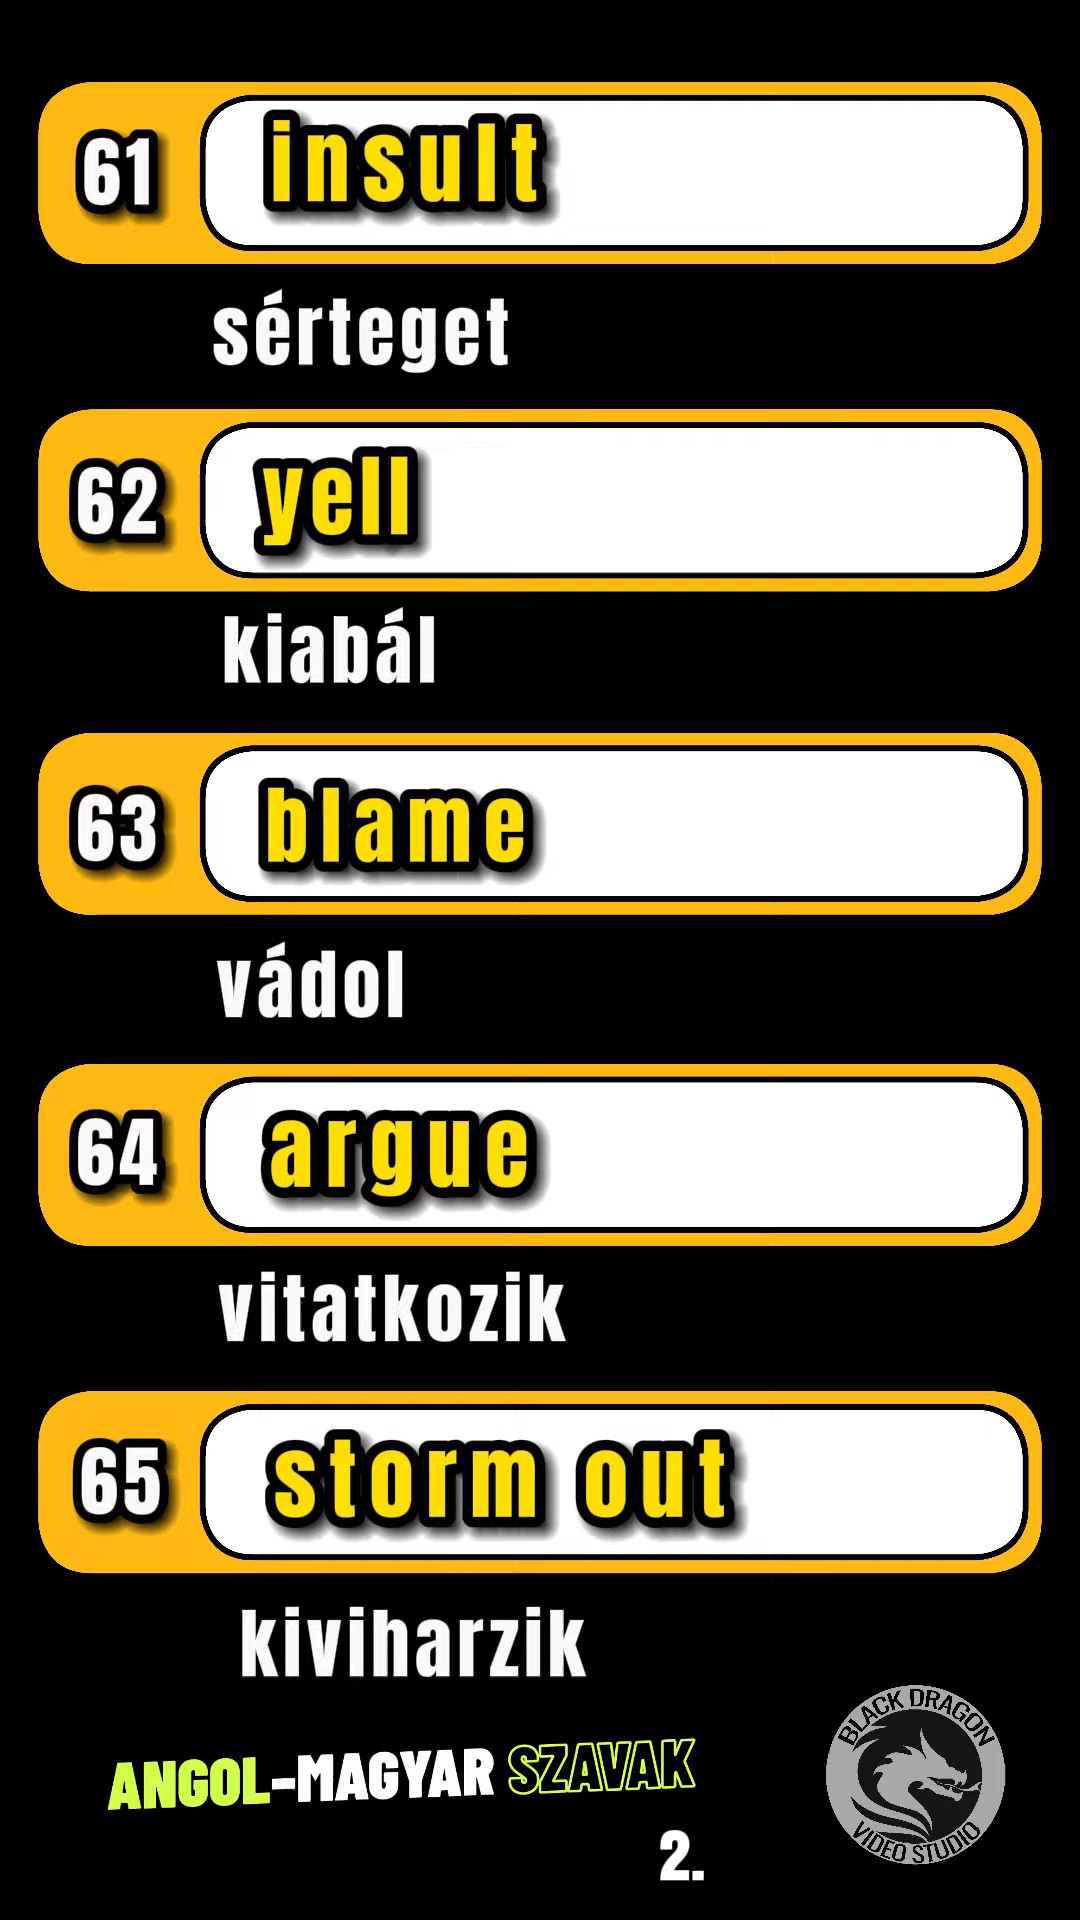 61 insult
sérteget
62 yell
kiabál
63 blame
vádol
64 argue
vitatkozik
65 storm out
kiviharzik
ANGOL-MAGYAR SZAVAK
2.
BLACK DRAGON
VIDEO STUDIO